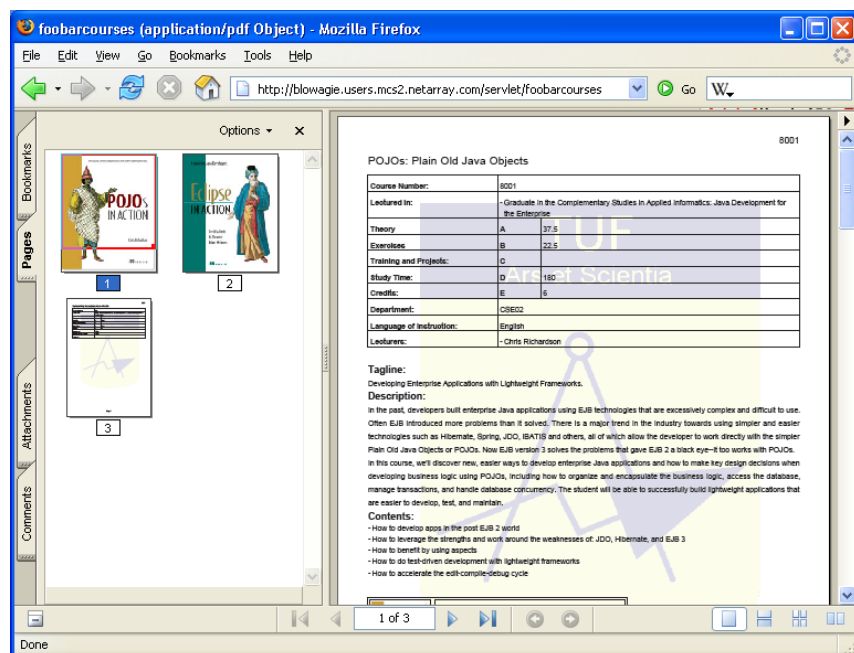 foobarcourses (application/pdf Object) - Mozilla Firefox
File Edit View Go Bookmarks Tools Help
http://blowagie.users.mcs2.netarray.com/servlet/foobarcourses Go W.
Options
Bookmarks
Pages
Attachments
Comments
POJOs
IN ACTION
1
Eclipse
IN ACTION
2
3
8001
POJOs: Plain Old Java Objects
Course Number: 8001
Lectured in: - Graduate in the Complementary Studies in Applied Informatics: Java Development for
the Enterprise
Theory A 37.5
Exercises B 22.5
Training and Projects: C
Study Time: D 180
Credits: E 6
Department: CSE02
Language of Instruction: English
Lecturers: - Chris Richardson
TUF
Ars et Scientia
Tagline:
Developing Enterprise Applications with Lightweight Frameworks.
Description:
In the past, developers built enterprise Java applications using EJB technologies that are excessively complex and difficult to use.
Often EJB introduced more problems than it solved. There is a major trend in the industry towards using simpler and easier
technologies such as Hibernate, Spring, JDO, iBATIS and others, all of which allow the developer to work directly with the simpler
Plain Old Java Objects or POJOs. Now EJB version 3 solves the problems that gave EJB 2 a black eye--it too works with POJOs.
In this course, we'll discover new, easier ways to develop enterprise Java applications and how to make key design decisions when
developing business logic using POJOs, including how to organize and encapsulate the business logic, access the database,
manage transactions, and handle database concurrency. The student will be able to successfully build lightweight applications that
are easier to develop, test, and maintain.
Contents:
- How to develop apps in the post EJB 2 world
- How to leverage the strengths and work around the weaknesses of: JDO, Hibernate, and EJB 3
- How to benefit by using aspects
- How to do test-driven development with lightweight frameworks
- How to accelerate the edit-compile-debug cycle
1 of 3
Done